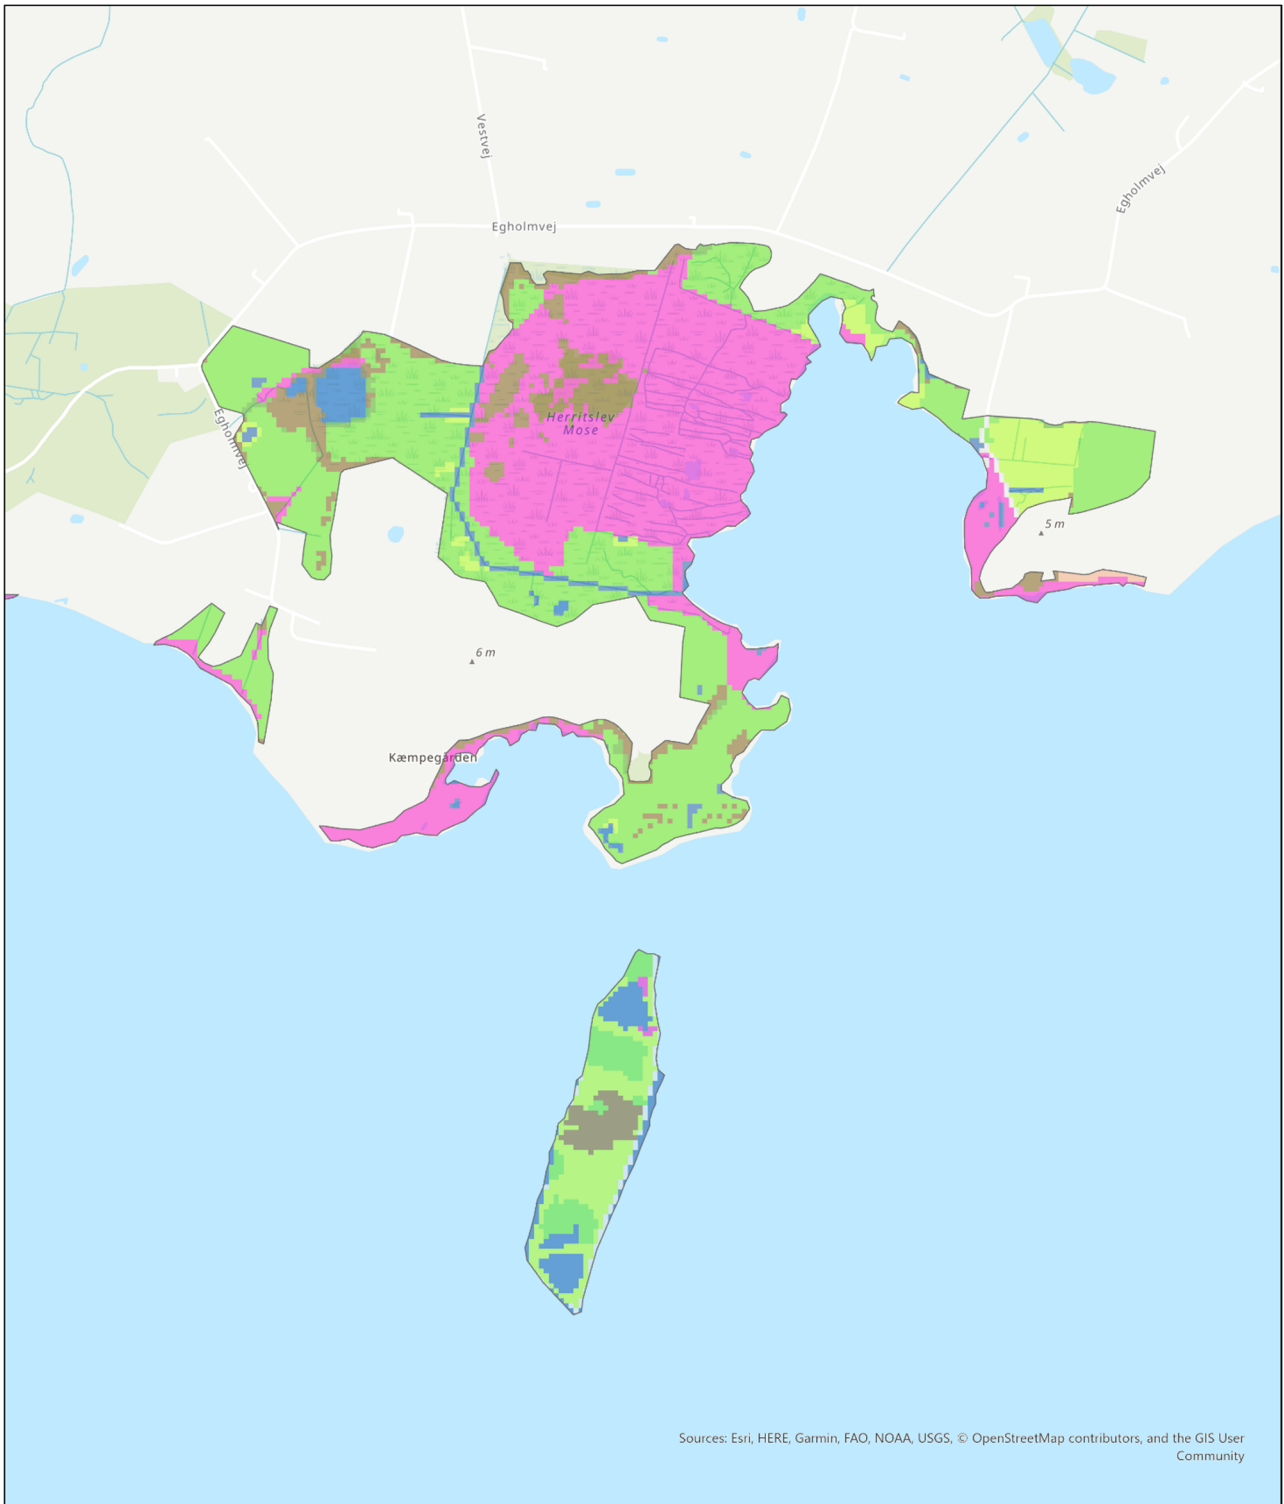 Vestvej
Egholmvej
Egholmvej
Egholmvej
Herritslev
Mose
5 m
6 m
Kæmpegården
Sources: Esri, HERE, Garmin, FAO, NOAA, USGS, © OpenStreetMap contributors, and the GIS User
Community